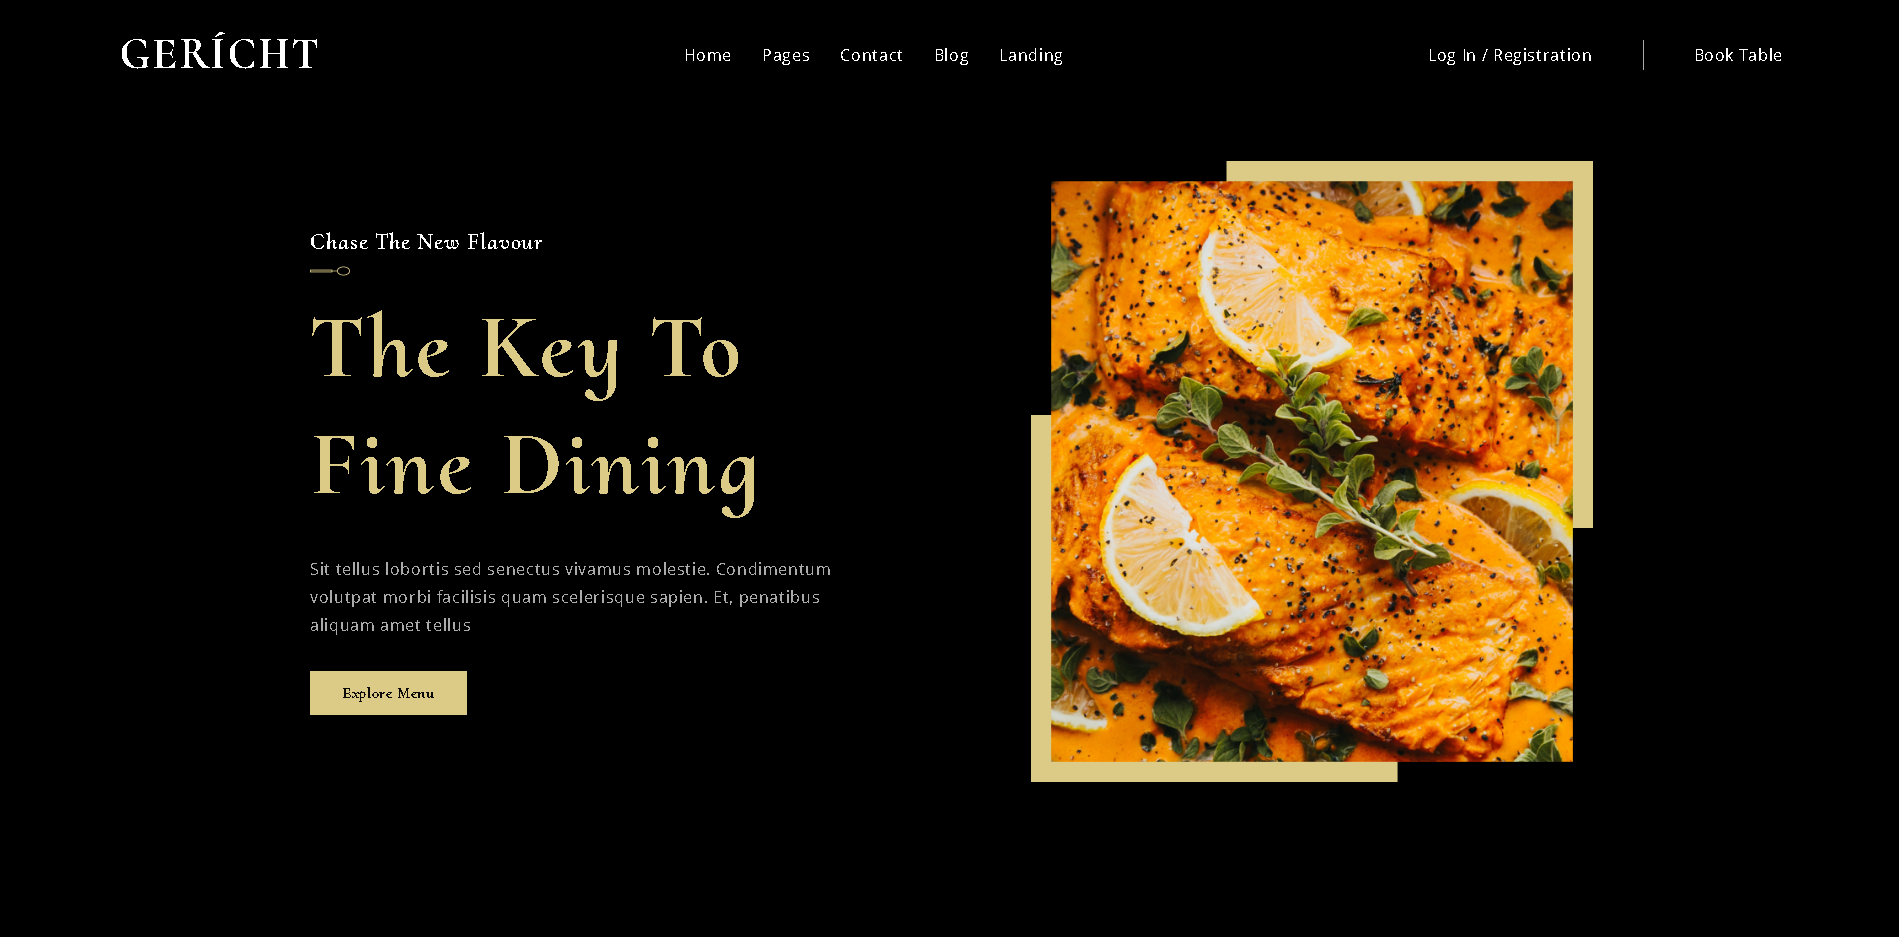 GERÍCHT
Home Pages Contact Blog Landing
Log In / Registration
Book Table
Chase The New Flavour
The Key To
Fine Dining
Sit tellus lobortis sed senectus vivamus molestie. Condimentum
volutpat morbi facilisis quam scelerisque sapien. Et, penatibus
aliquam amet tellus
Explore Menu